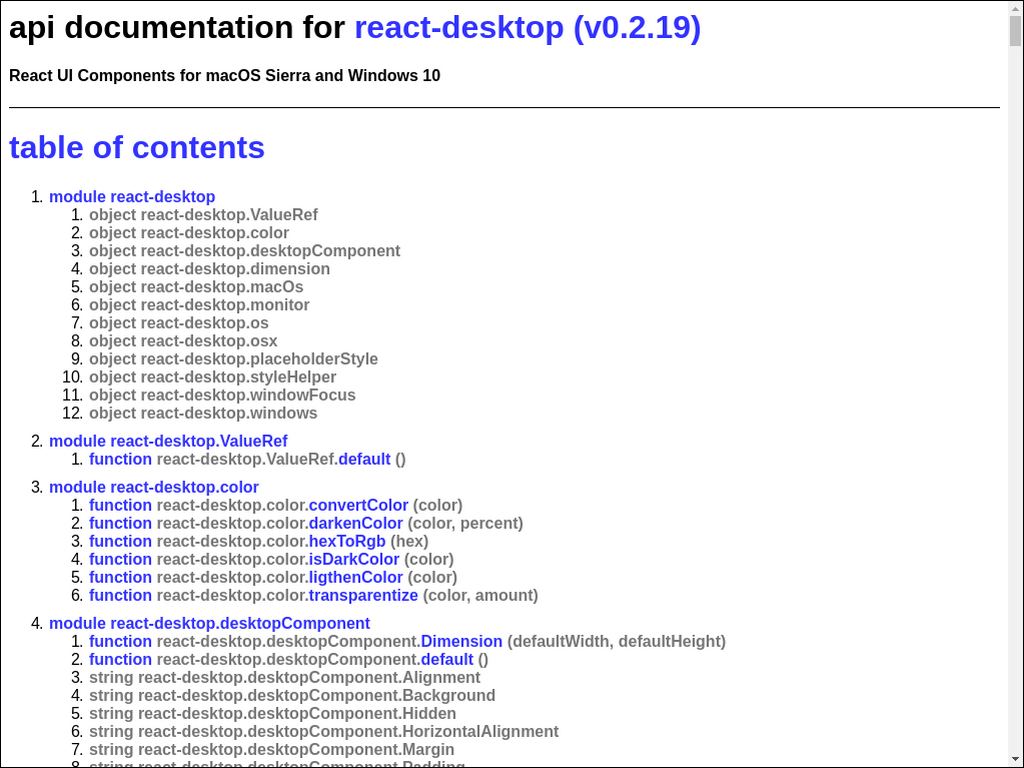 api documentation for react-desktop (v0.2.19)
React UI Components for macOS Sierra and Windows 10
table of contents
1. module react-desktop
1. object react-desktop.ValueRef
2. object react-desktop.color
3. object react-desktop.desktopComponent
4. object react-desktop.dimension
5. object react-desktop.macOs
6. object react-desktop.monitor
7. object react-desktop.os
8. object react-desktop.osx
9. object react-desktop.placeholderStyle
10. object react-desktop.styleHelper
11. object react-desktop.windowFocus
12. object react-desktop.windows
2. module react-desktop.ValueRef
1. function react-desktop.ValueRef.default ()
3. module react-desktop.color
1. function react-desktop.color.convertColor (color)
2. function react-desktop.color.darkenColor (color, percent)
3. function react-desktop.color.hexToRgb (hex)
4. function react-desktop.color.isDarkColor (color)
5. function react-desktop.color.ligthenColor (color)
6. function react-desktop.color.transparentize (color, amount)
4. module react-desktop.desktopComponent
1. function react-desktop.desktopComponent.Dimension (defaultWidth, defaultHeight)
2. function react-desktop.desktopComponent.default ()
3. string react-desktop.desktopComponent.Alignment
4. string react-desktop.desktopComponent.Background
5. string react-desktop.desktopComponent.Hidden
6. string react-desktop.desktopComponent.HorizontalAlignment
7. string react-desktop.desktopComponent.Margin
8. string react-desktop.desktopComponent.Padding